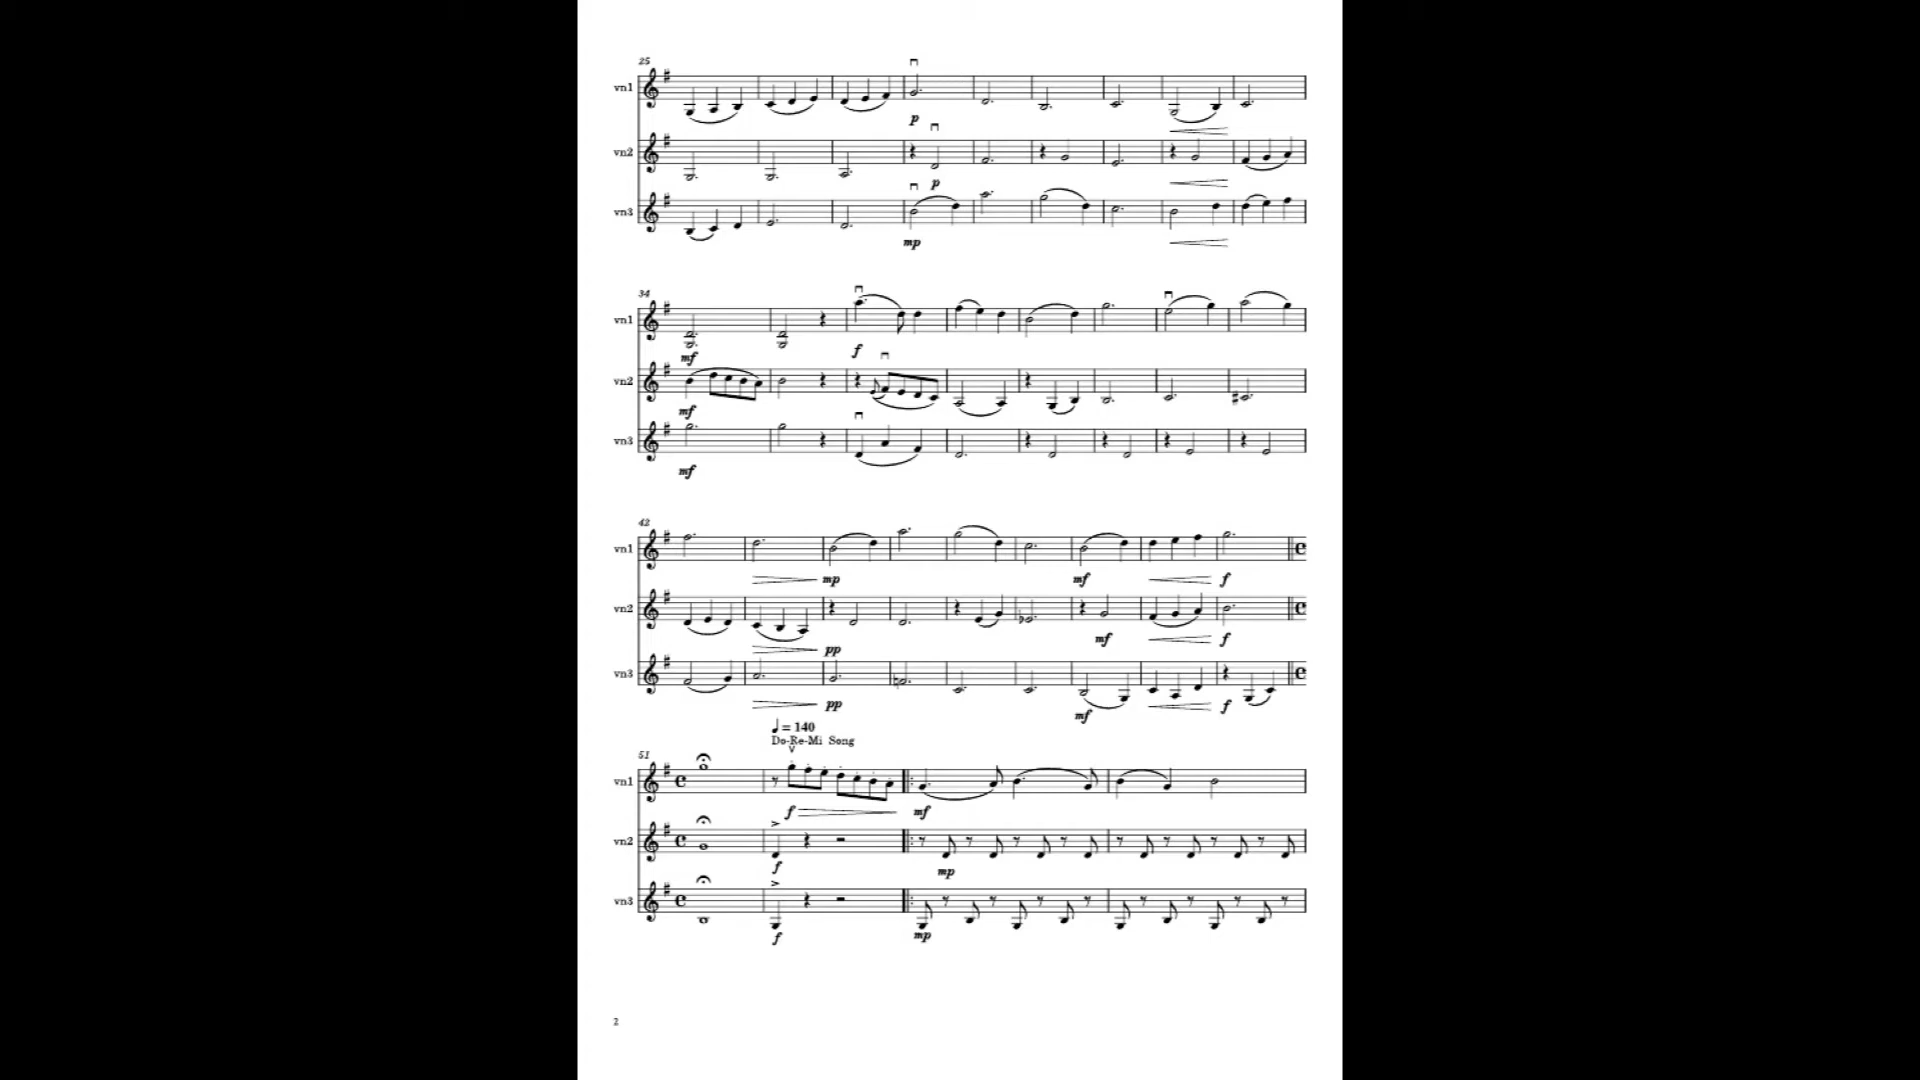 25
vn1
p
vn2
p
vn3
mp
34
vn1
mf f
vn2
mf
vn3
mf
42
vn1
mp mf f
vn2
pp mf f
vn3
pp mf f
♩ = 140
Do-Re-Mi Song
51
vn1
f mf
vn2
f mp
vn3
f mp
2